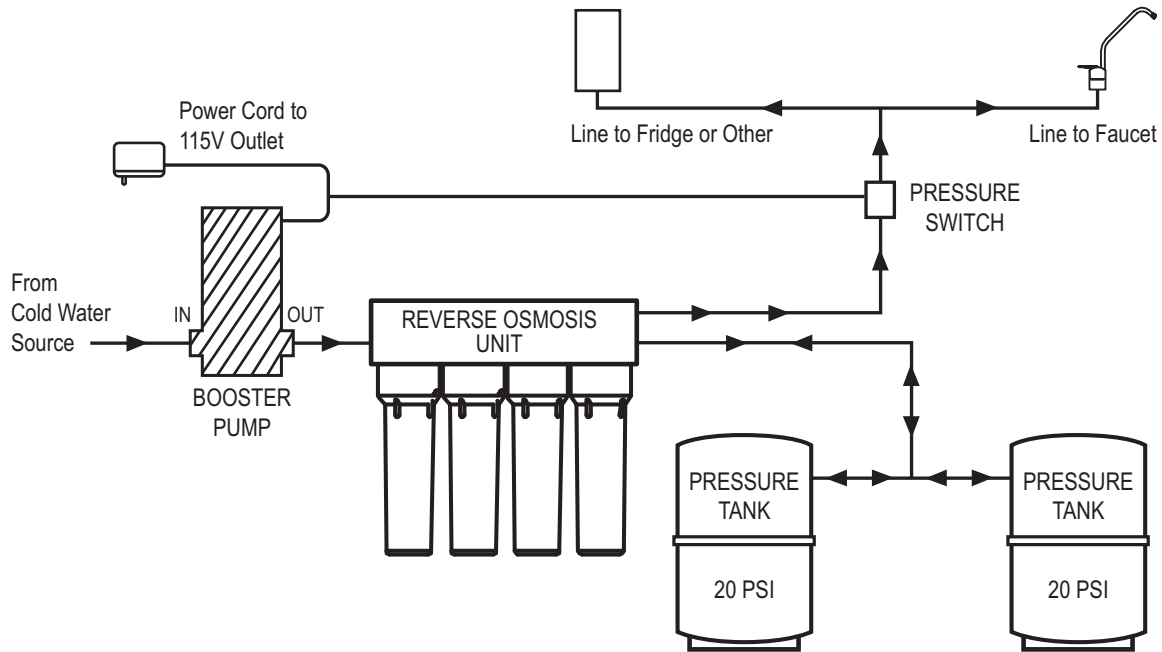 Power Cord to
115V Outlet
Line to Fridge or Other
Line to Faucet
PRESSURE
SWITCH
From
Cold Water
Source
IN
OUT
BOOSTER
PUMP
REVERSE OSMOSIS
UNIT
PRESSURE
TANK
20 PSI
PRESSURE
TANK
20 PSI